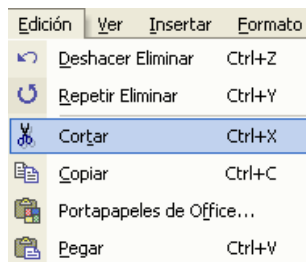 Edición Ver Insertar Formato
Deshacer Eliminar Ctrl+Z
Repetir Eliminar Ctrl+Y
Cortar Ctrl+X
Copiar Ctrl+C
Portapapeles de Office...
Pegar Ctrl+V